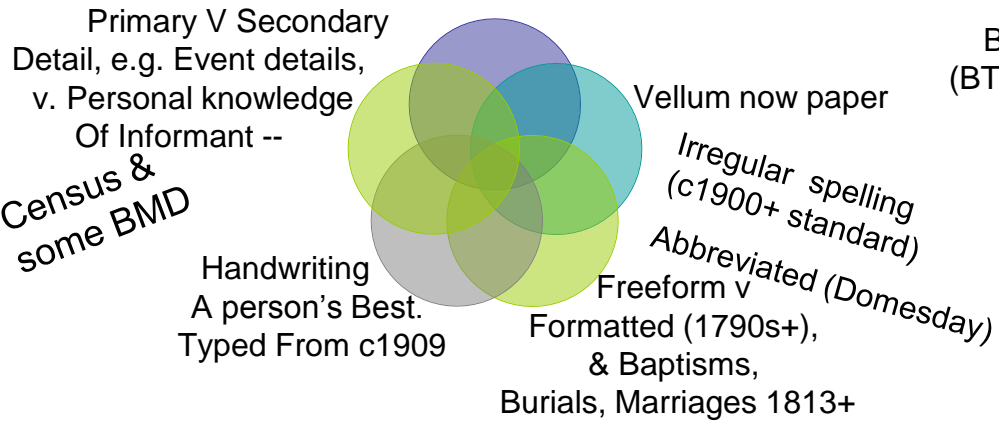 Primary V Secondary
Detail, e.g. Event details,
v. Personal knowledge
Of Informant --
Census &
some BMD
B
(BT
Vellum now paper
Irregular spelling
(c1900+ standard)
Abbreviated (Domesday)
Handwriting
A person's Best.
Typed From c1909
Freeform v
Formatted (1790s+),
& Baptisms,
Burials, Marriages 1813+